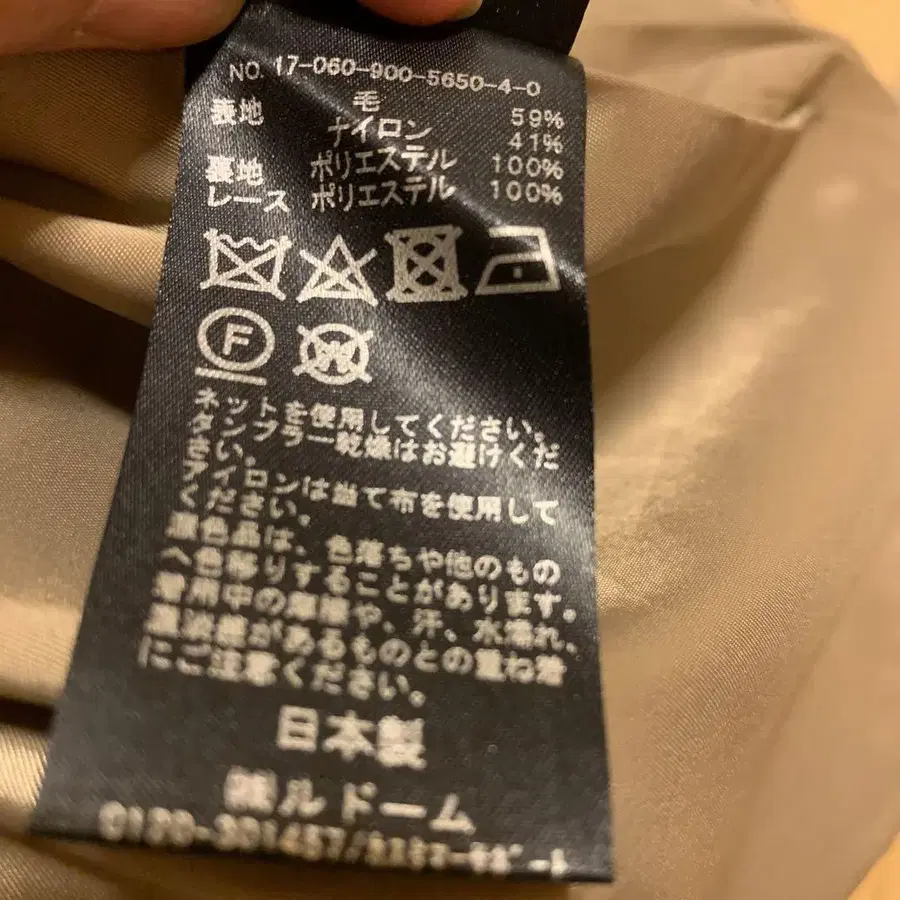 NO. 17-060-900-5650-4-0
表地 毛 59%
ナイロン 41%
裏地 ポリエステル 100%
レース ポリエステル 100%
F
W
ネットを使用してください。
タンブラー乾燥はお避けくだ
さい。
アイロンは当て布を使用して
ください。
濃色品は、色落ちや他のもの
へ色移りすることがあります。
着用中の摩擦や、汗、水濡れ、
濃淡差があるものとの重ね着
にご注意ください。
日本製
㈱ルドーム
0120-301457/